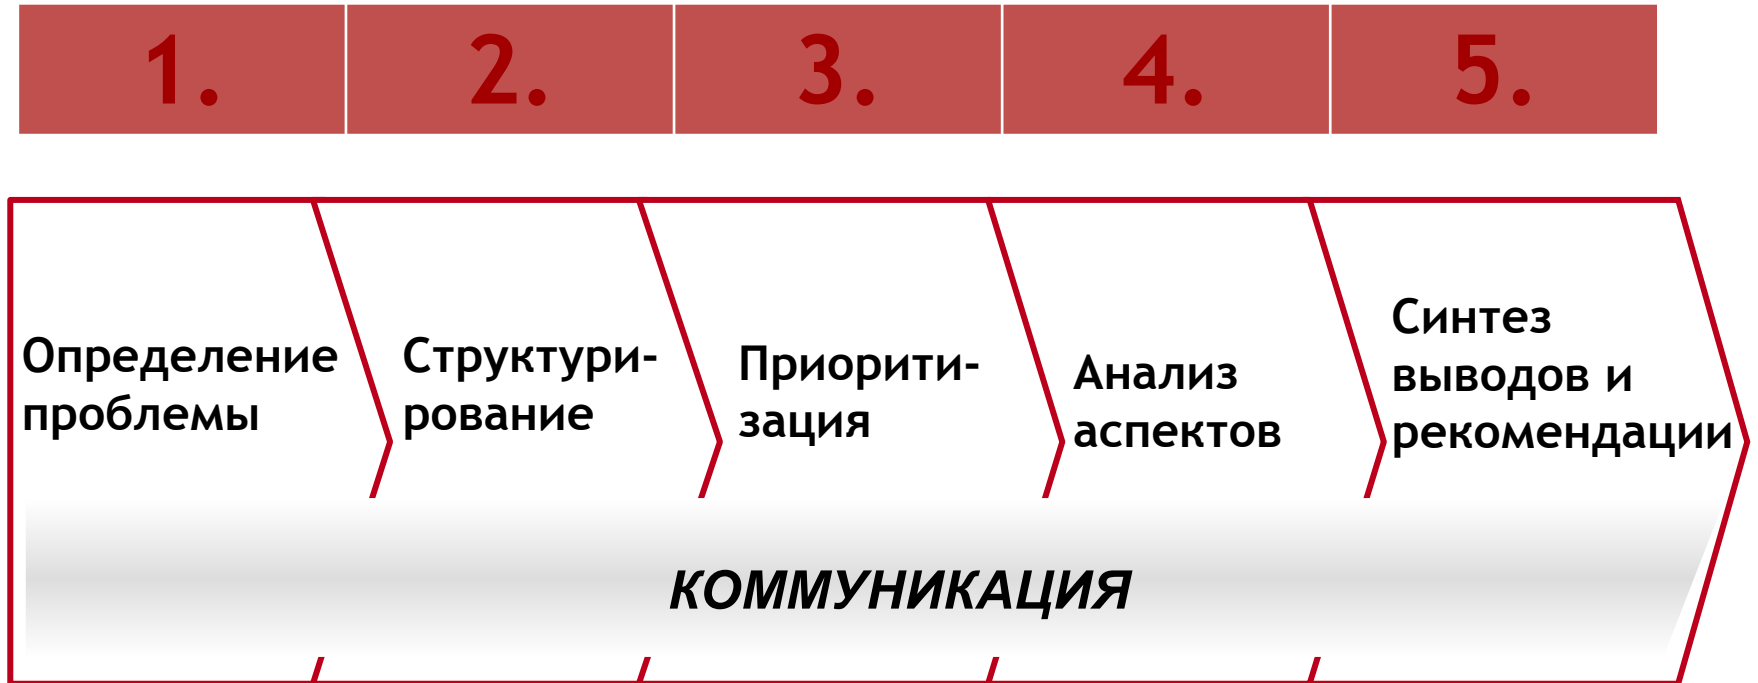 1. 2. 3. 4. 5.
Определение
проблемы
Структури-
рование
Приорити-
зация
Анализ
аспектов
Синтез
выводов и
рекомендации
КОММУНИКАЦИЯ